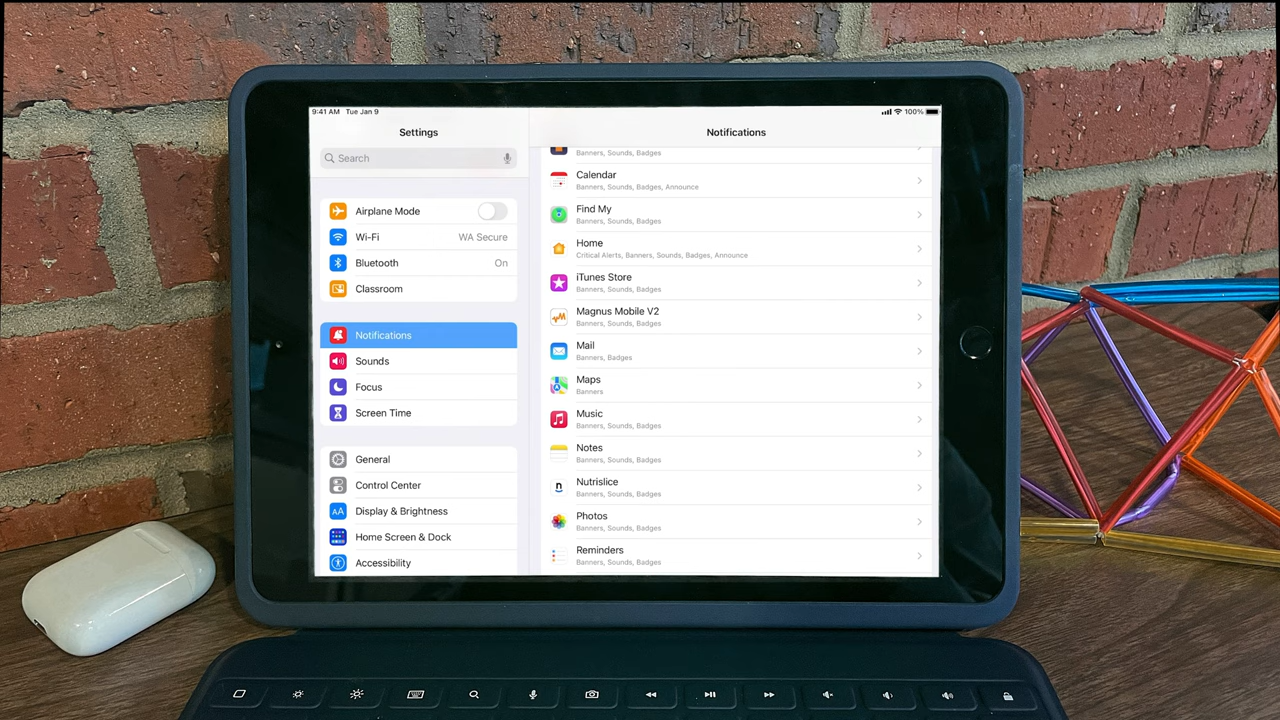 9:41 AM Tue Jan 9
100%
Settings
Search
Airplane Mode
Wi-Fi WA Secure
Bluetooth On
Classroom
Notifications
Sounds
Focus
Screen Time
General
Control Center
AA Display & Brightness
Home Screen & Dock
Accessibility
Notifications
Banners, Sounds, Badges
Calendar
Banners, Sounds, Badges, Announce
Find My
Banners, Sounds, Badges
Home
Critical Alerts, Banners, Sounds, Badges, Announce
iTunes Store
Banners, Sounds, Badges
Magnus Mobile V2
Banners, Sounds, Badges
Mail
Banners, Badges
Maps
Banners
Music
Banners, Sounds, Badges
Notes
Banners, Sounds, Badges
n Nutrislice
Banners, Sounds, Badges
Photos
Banners, Sounds, Badges
Reminders
Banners, Sounds, Badges